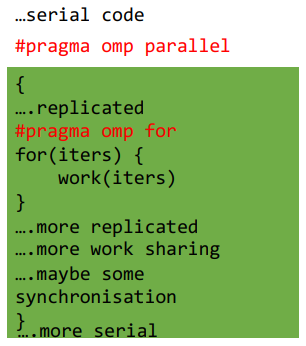 …serial code
#pragma omp parallel
{
….replicated
#pragma omp for
for(iters) {
    work(iters)
}
….more replicated
….more work sharing
….maybe some
synchronisation
}
….more serial